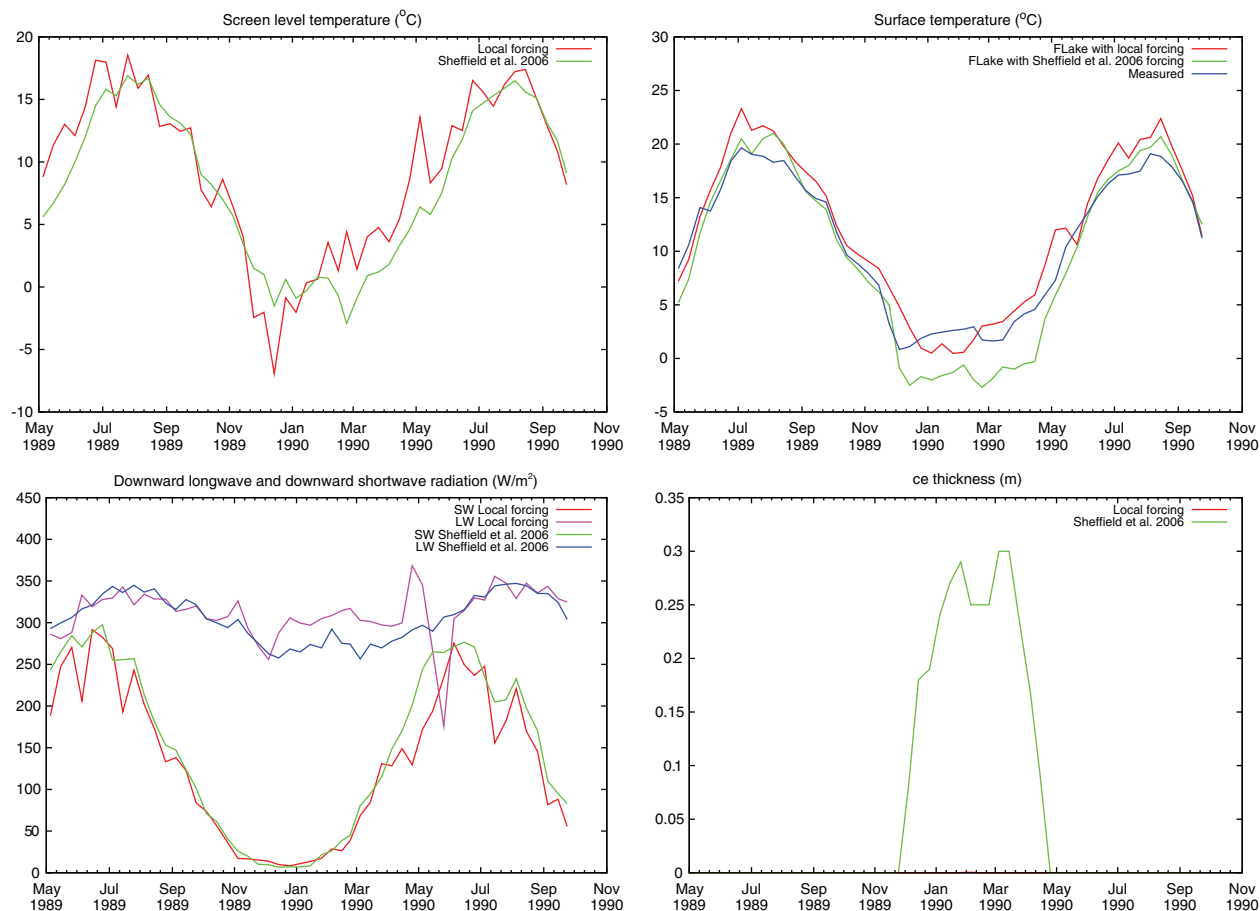 Screen level temperature (°C)
20
15
10
5
0
-5
-10
Local forcing
Sheffield et al. 2006
May Jul Sep Nov Jan Mar May Jul Sep Nov
1989 1989 1989 1989 1990 1990 1990 1990 1990 1990
Surface temperature (°C)
30
25
20
15
10
5
0
-5
FLake with local forcing
FLake with Sheffield et al. 2006 forcing
Measured
May Jul Sep Nov Jan Mar May Jul Sep Nov
1989 1989 1989 1989 1990 1990 1990 1990 1990 1990
Downward longwave and downward shortwave radiation (W/m²)
450
400
350
300
250
200
150
100
50
0
SW Local forcing
LW Local forcing
SW Sheffield et al. 2006
LW Sheffield et al. 2006
May Jul Sep Nov Jan Mar May Jul Sep Nov
1989 1989 1989 1989 1990 1990 1990 1990 1990 1990
ce thickness (m)
0.35
0.3
0.25
0.2
0.15
0.1
0.05
0
Local forcing
Sheffield et al. 2006
May Jul Sep Nov Jan Mar May Jul Sep Nov
1989 1989 1989 1989 1990 1990 1990 1990 1990 1990